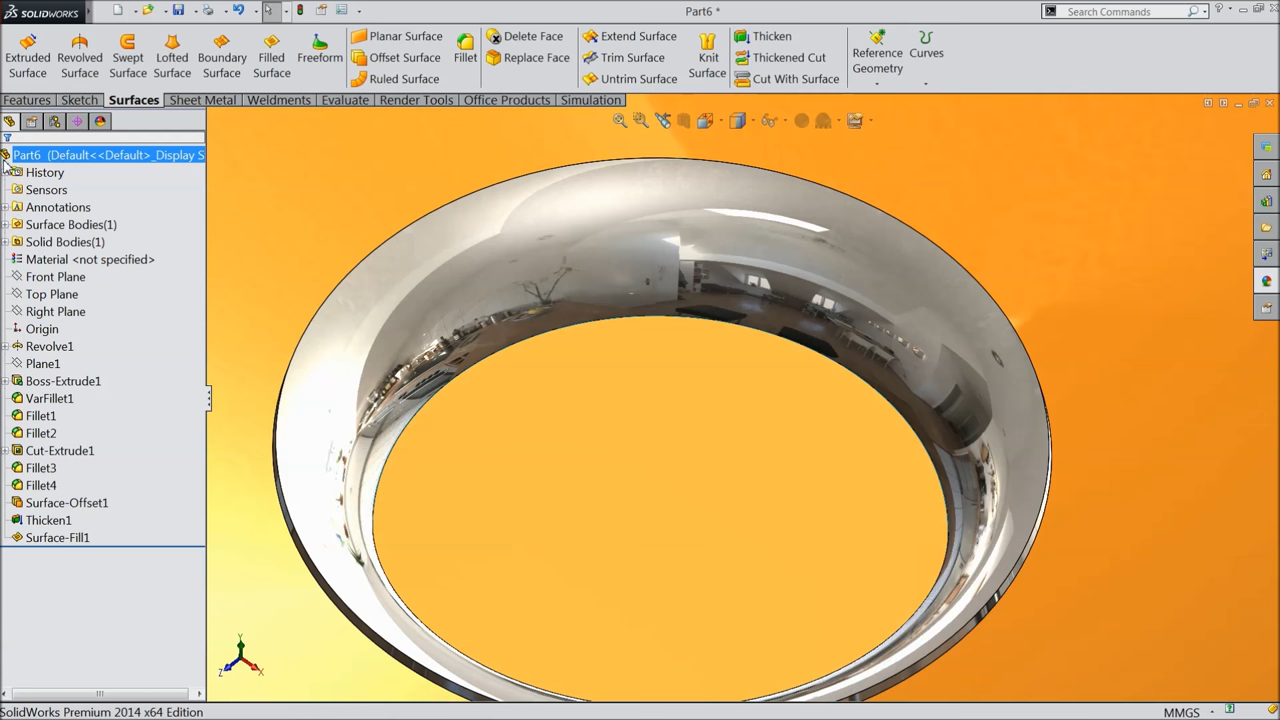 SOLIDWORKS
Part6 *
Search Commands
Extruded Surface
Revolved Surface
Swept Surface
Lofted Surface
Boundary Surface
Filled Surface
Freeform
Planar Surface
Offset Surface
Ruled Surface
Fillet
Delete Face
Replace Face
Extend Surface
Trim Surface
Untrim Surface
Knit Surface
Thicken
Thickened Cut
Cut With Surface
Reference Geometry
Curves
Features
Sketch
Surfaces
Sheet Metal
Weldments
Evaluate
Render Tools
Office Products
Simulation
Part6 (Default<<Default>_Display S
History
Sensors
Annotations
Surface Bodies(1)
Solid Bodies(1)
Material <not specified>
Front Plane
Top Plane
Right Plane
Origin
Revolve1
Plane1
Boss-Extrude1
VarFillet1
Fillet1
Fillet2
Cut-Extrude1
Fillet3
Fillet4
Surface-Offset1
Thicken1
Surface-Fill1
Y
Z
X
SolidWorks Premium 2014 x64 Edition
MMGS